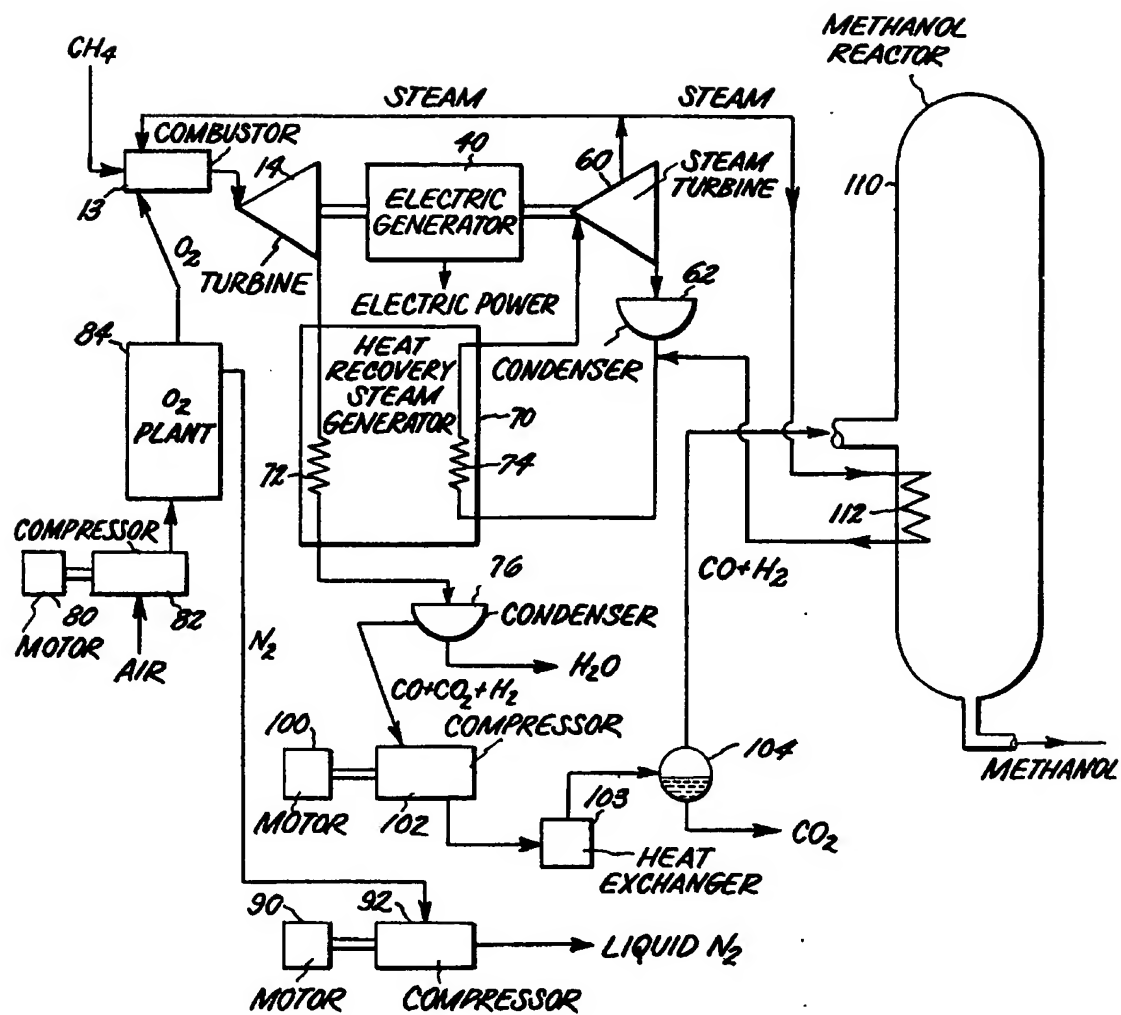 METHANOL
REACTOR
CH4
STEAM
STEAM
COMBUSTOR
14
40
60
STEAM
TURBINE
110
13
ELECTRIC
GENERATOR
O2
TURBINE
62
ELECTRIC POWER
84
HEAT
RECOVERY
STEAM
GENERATOR
CONDENSER
O2
PLANT
70
72
74
112
COMPRESSOR
CO+H2
76
CONDENSER
80
82
MOTOR
AIR
N2
H2O
CO+CO2+H2
COMPRESSOR
100
104
METHANOL
103
MOTOR
102
CO2
HEAT
EXCHANGER
90
92
LIQUID N2
MOTOR
COMPRESSOR